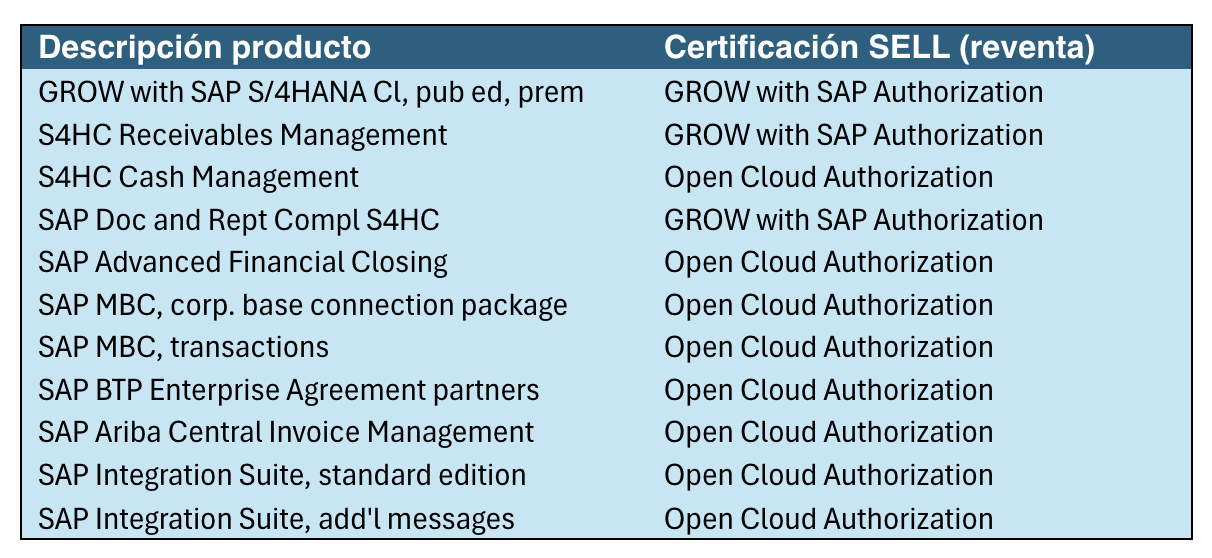 Descripción producto Certificación SELL (reventa)
GROW with SAP S/4HANA Cl, pub ed, prem GROW with SAP Authorization
S4HC Receivables Management GROW with SAP Authorization
S4HC Cash Management Open Cloud Authorization
SAP Doc and Rept Compl S4HC GROW with SAP Authorization
SAP Advanced Financial Closing Open Cloud Authorization
SAP MBC, corp. base connection package Open Cloud Authorization
SAP MBC, transactions Open Cloud Authorization
SAP BTP Enterprise Agreement partners Open Cloud Authorization
SAP Ariba Central Invoice Management Open Cloud Authorization
SAP Integration Suite, standard edition Open Cloud Authorization
SAP Integration Suite, add'l messages Open Cloud Authorization